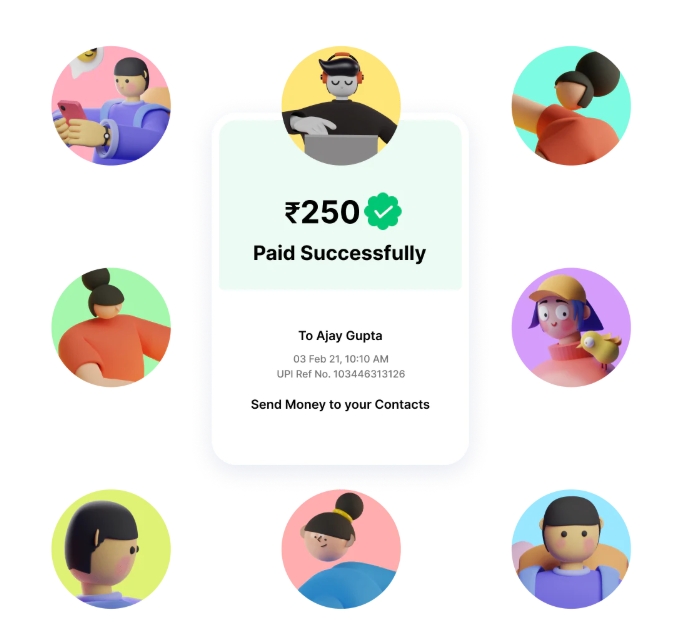 ₹250
Paid Successfully
To Ajay Gupta
03 Feb 21, 10:10 AM
UPI Ref No. 103446313126
Send Money to your Contacts